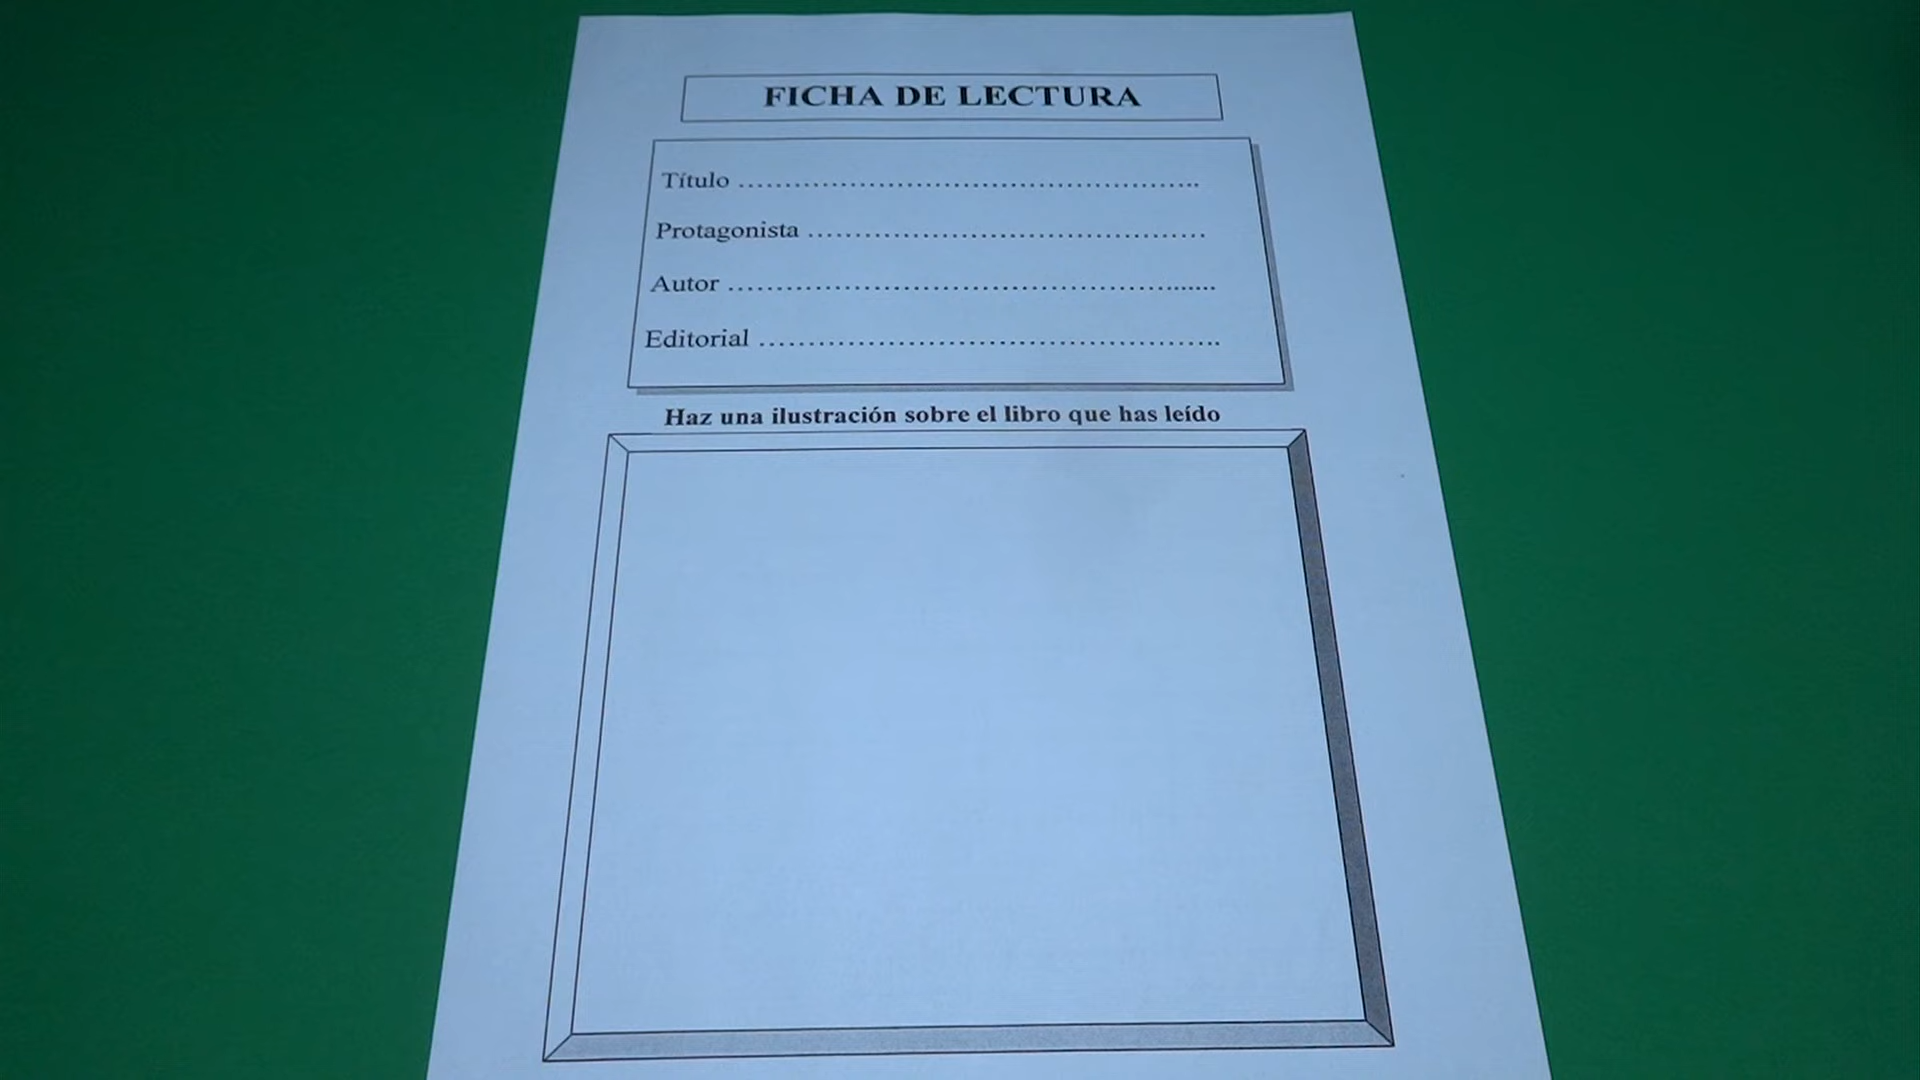 FICHA DE LECTURA
Título ........................................................
Protagonista ................................................
Autor ...........................................................
Editorial ........................................................
Haz una ilustración sobre el libro que has leído